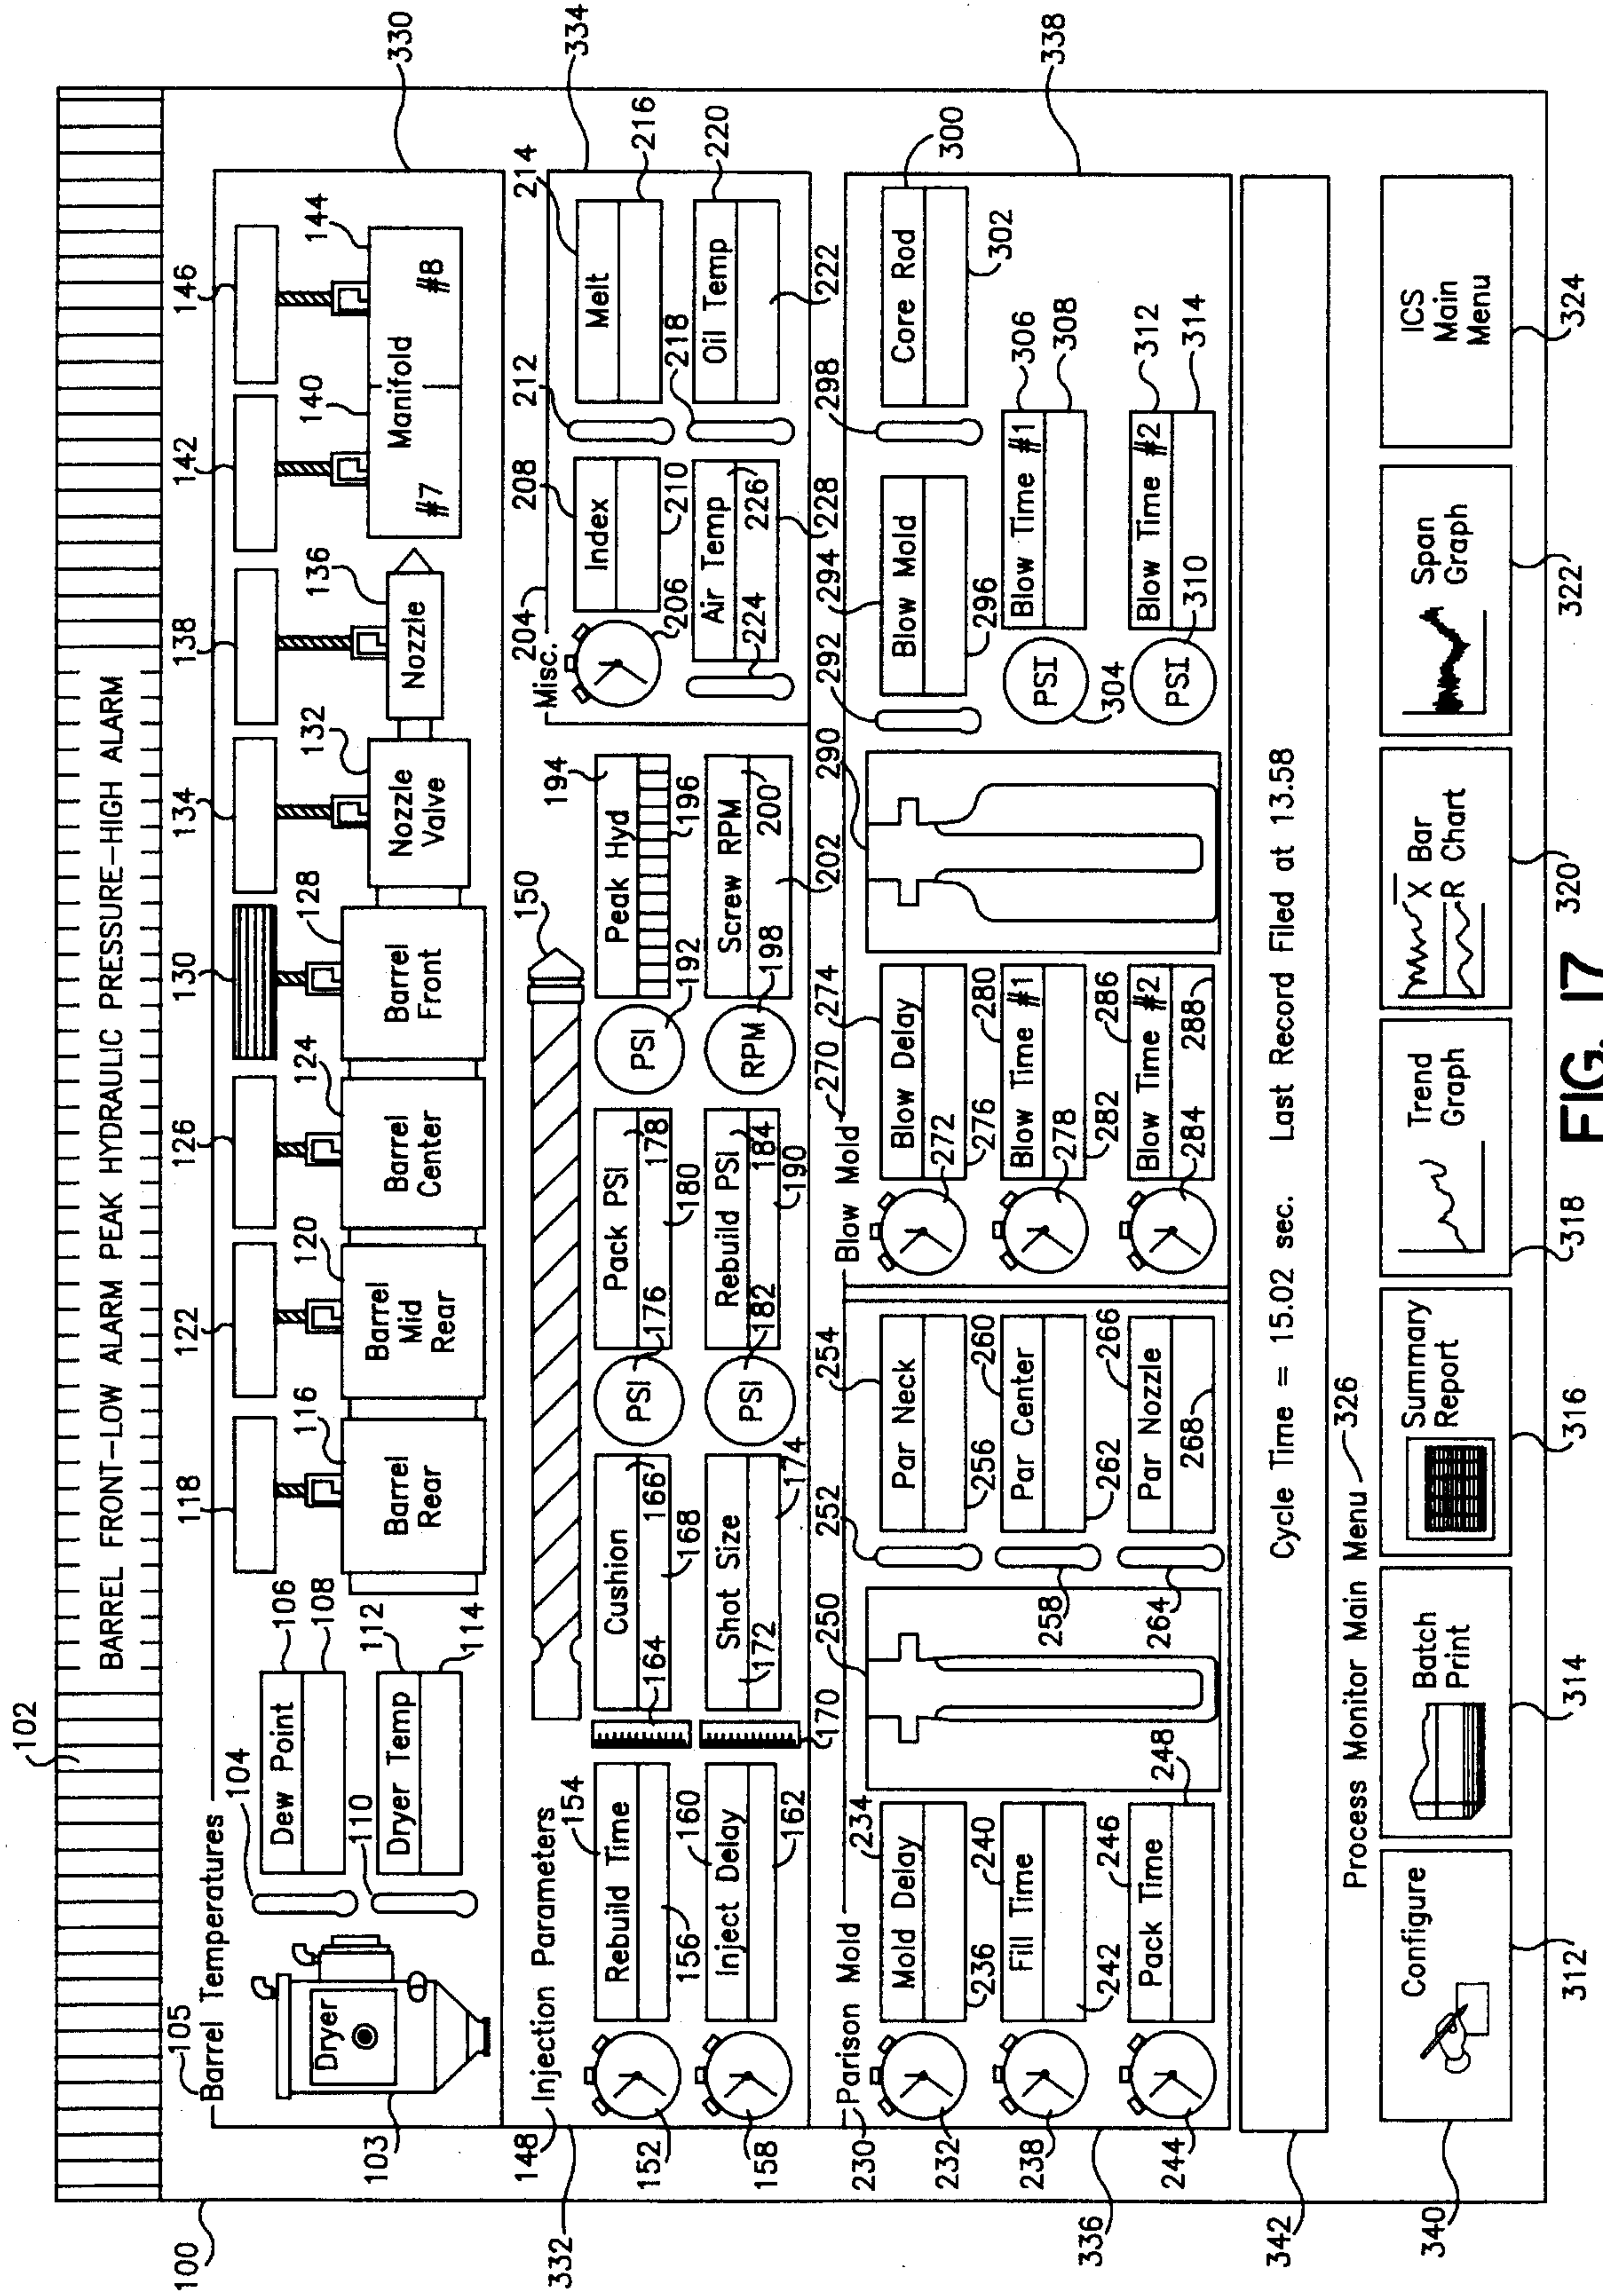 102
BARREL FRONT-LOW ALARM PEAK HYDRAULIC PRESSURE-HIGH ALARM
100
105
Barrel Temperatures
103
Dryer
104
Dew Point
106
108
110
Dryer Temp
112
114
118
122
126
130
134
138
142
146
116
120
124
128
132
136
140
144
Barrel
Rear
Barrel
Mid
Rear
Barrel
Center
Barrel
Front
Nozzle
Valve
Nozzle
Manifold
#7
#8
330
148
Injection Parameters
150
332
152
Rebuild Time
154
156
158
Inject Delay
160
162
164
Cushion
166
168
170
Shot Size
172
174
PSI
176
Pack PSI
178
180
PSI
182
Rebuild PSI
184
190
PSI
192
Peak Hyd
194
196
RPM
198
Screw RPM
200
202
204
Misc.
206
Index
208
210
212
Melt
214
216
334
Air Temp
224
226
228
218
Oil Temp
220
222
230
Parison Mold
232
Mold Delay
234
236
238
Fill Time
240
242
244
Pack Time
246
248
250
252
Par Neck
254
256
258
Par Center
260
262
264
Par Nozzle
266
268
336
270
Blow Mold
272
Blow Delay
274
276
278
Blow Time #1
280
282
284
Blow Time #2
286
288
290
292
Blow Mold
294
296
298
Core Rod
300
302
PSI
304
Blow Time #1
306
308
PSI
310
Blow Time #2
312
314
338
342
Cycle Time = 15.02 sec. Last Record Filed at 13.58
Process Monitor Main Menu
326
340
Configure
312
Batch
Print
314
Summary
Report
316
Trend
Graph
318
X Bar
R Chart
320
Span
Graph
322
ICS
Main
Menu
324
FIG. 17